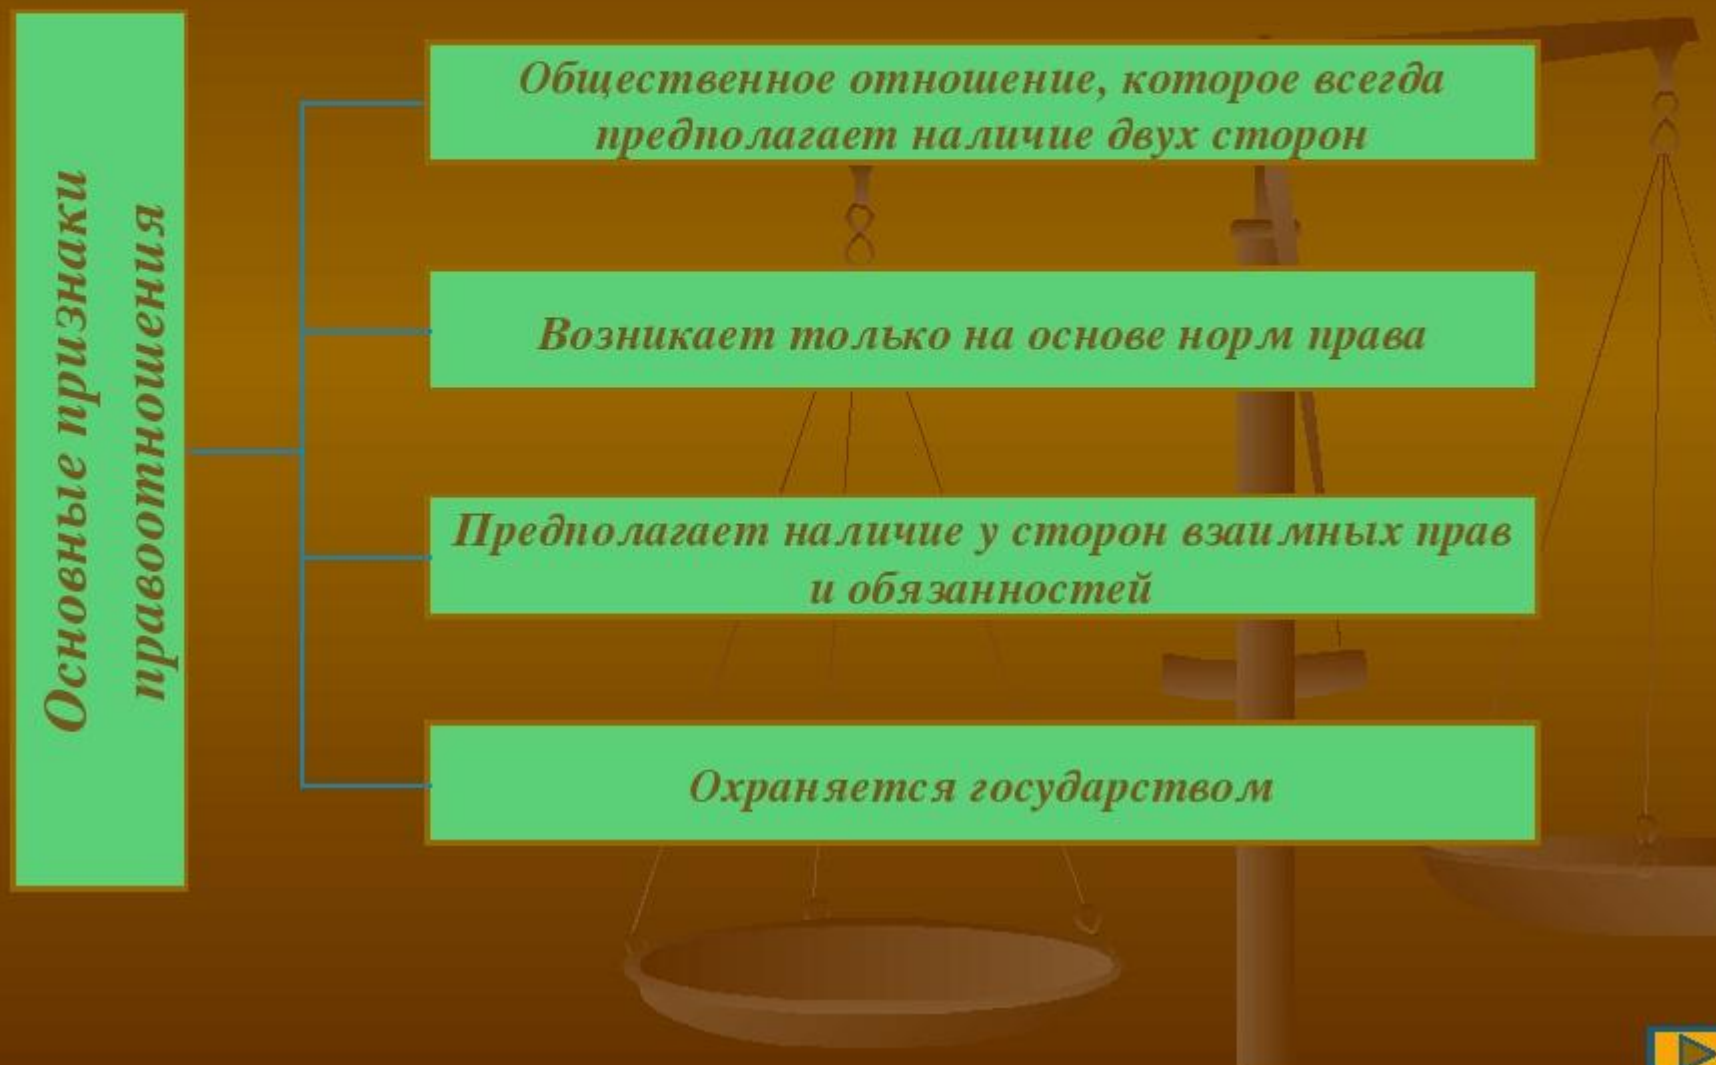 Основные признаки
правоотношения
Общественное отношение, которое всегда
предполагает наличие двух сторон
Возникает только на основе норм права
Предполагает наличие у сторон взаимных прав
и обязанностей
Охраняется государством